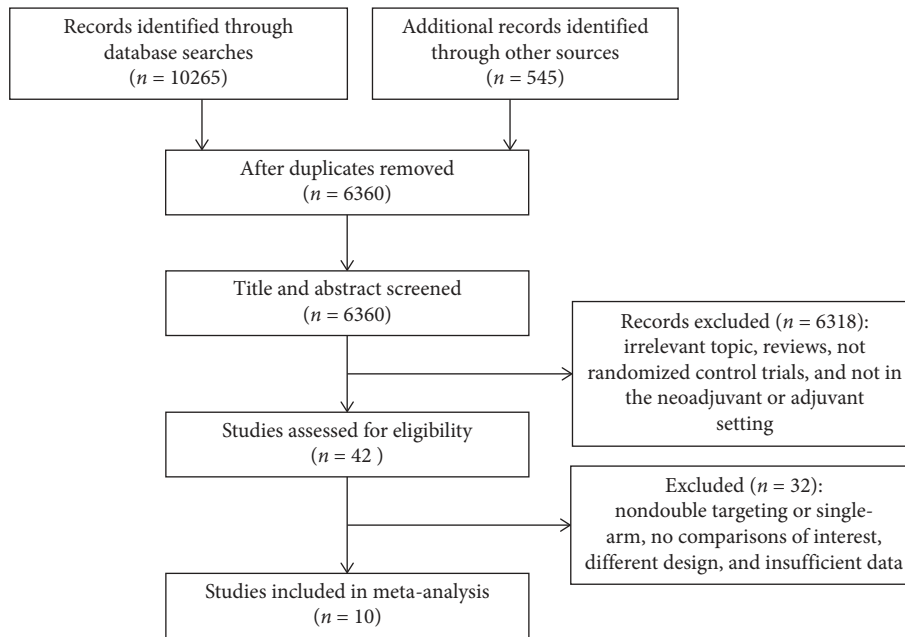 Records identified through
database searches
(n = 10265)
Additional records identified
through other sources
(n = 545)
After duplicates removed
(n = 6360)
Title and abstract screened
(n = 6360)
Records excluded (n = 6318):
irrelevant topic, reviews, not
randomized control trials, and not in
the neoadjuvant or adjuvant
setting
Studies assessed for eligibility
(n = 42 )
Excluded (n = 32):
nondouble targeting or single-
arm, no comparisons of interest,
different design, and insufficient data
Studies included in meta-analysis
(n = 10)